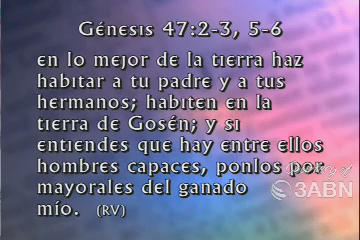 Génesis 47:2-3, 5-6
en lo mejor de la tierra haz
habitar a tu padre y a tus
hermanos; habiten en la
tierra de Gosén; y si
entiendes que hay entre ellos
hombres capaces, ponlos por
mayorales del ganado
mío. (RV)
3ABN